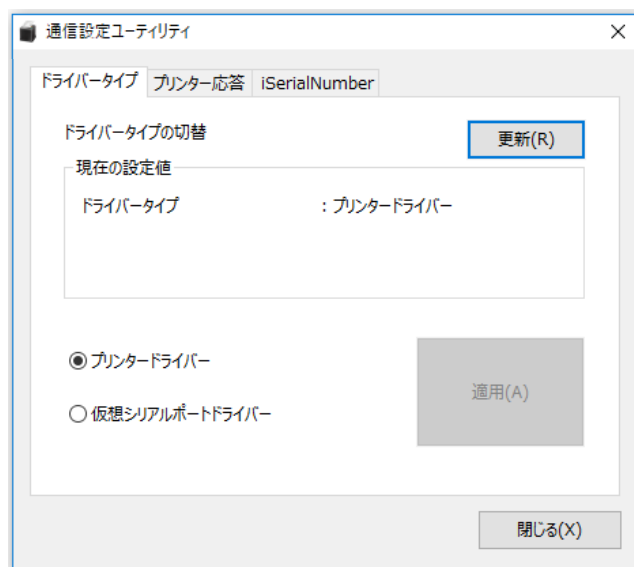 通信設定ユーティリティ
ドライバータイプ プリンター応答 iSerialNumber
ドライバータイプの切替
更新(R)
現在の設定値
ドライバータイプ : プリンタードライバー
プリンタードライバー
適用(A)
仮想シリアルポートドライバー
閉じる(X)